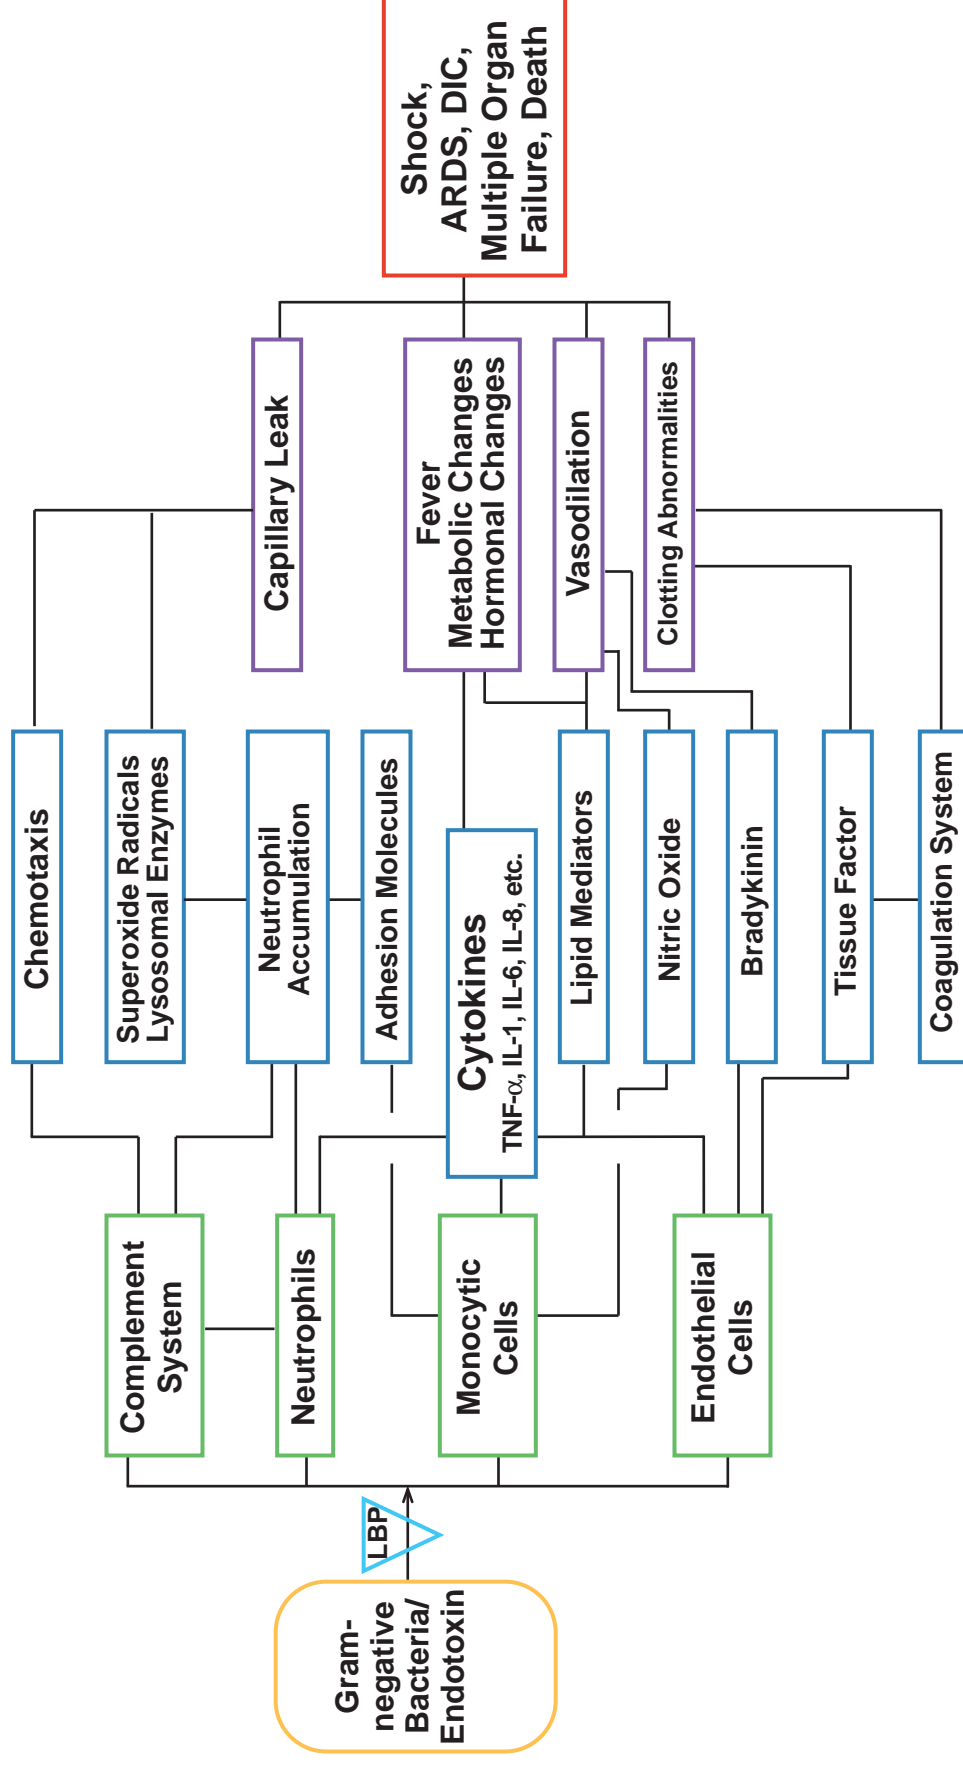 Gram-
negative
Bacteria/
Endotoxin
LBP
Complement
System
Neutrophils
Monocytic
Cells
Endothelial
Cells
Chemotaxis
Superoxide Radicals
Lysosomal Enzymes
Neutrophil
Accumulation
Adhesion Molecules
Cytokines
TNF-α, IL-1, IL-6, IL-8, etc.
Lipid Mediators
Nitric Oxide
Bradykinin
Tissue Factor
Coagulation System
Capillary Leak
Fever
Metabolic Changes
Hormonal Changes
Vasodilation
Clotting Abnormalities
Shock,
ARDS, DIC,
Multiple Organ
Failure, Death